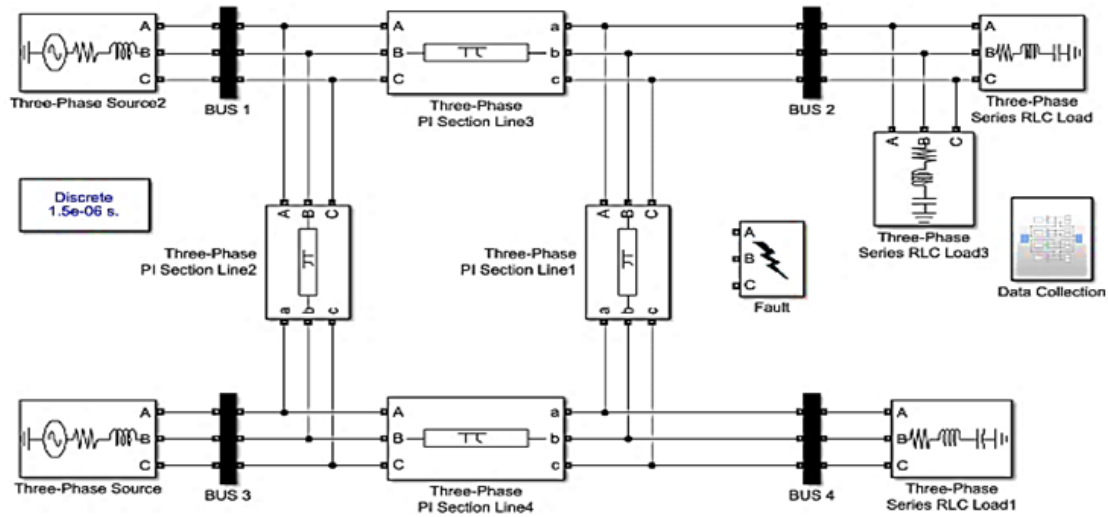 A
B
C
Three-Phase Source2
BUS 1
A
B
C
a
b
c
Three-Phase
PI Section Line3
BUS 2
A
B
C
Three-Phase
Series RLC Load
A
B
C
Three-Phase
Series RLC Load3
Discrete
1.5e-06 s.
A
B
C
Three-Phase
PI Section Line2
a
b
c
A
B
C
Three-Phase
PI Section Line1
a
b
c
A
B
C
Fault
Data Collection
A
B
C
Three-Phase Source
BUS 3
A
B
C
a
b
c
Three-Phase
PI Section Line4
BUS 4
A
B
C
Three-Phase
Series RLC Load1